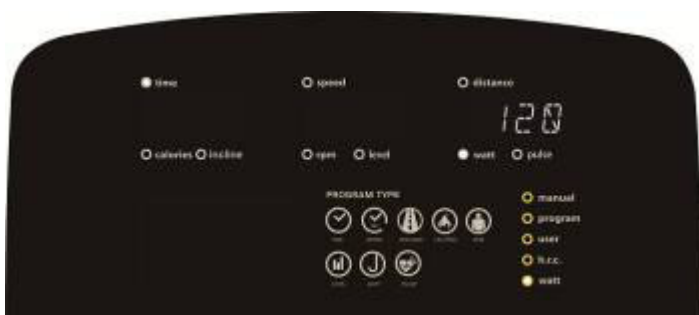 time speed distance
120
calories incline rpm level watt pulse
PROGRAM TYPE
manual
program
user
h.r.c.
watt